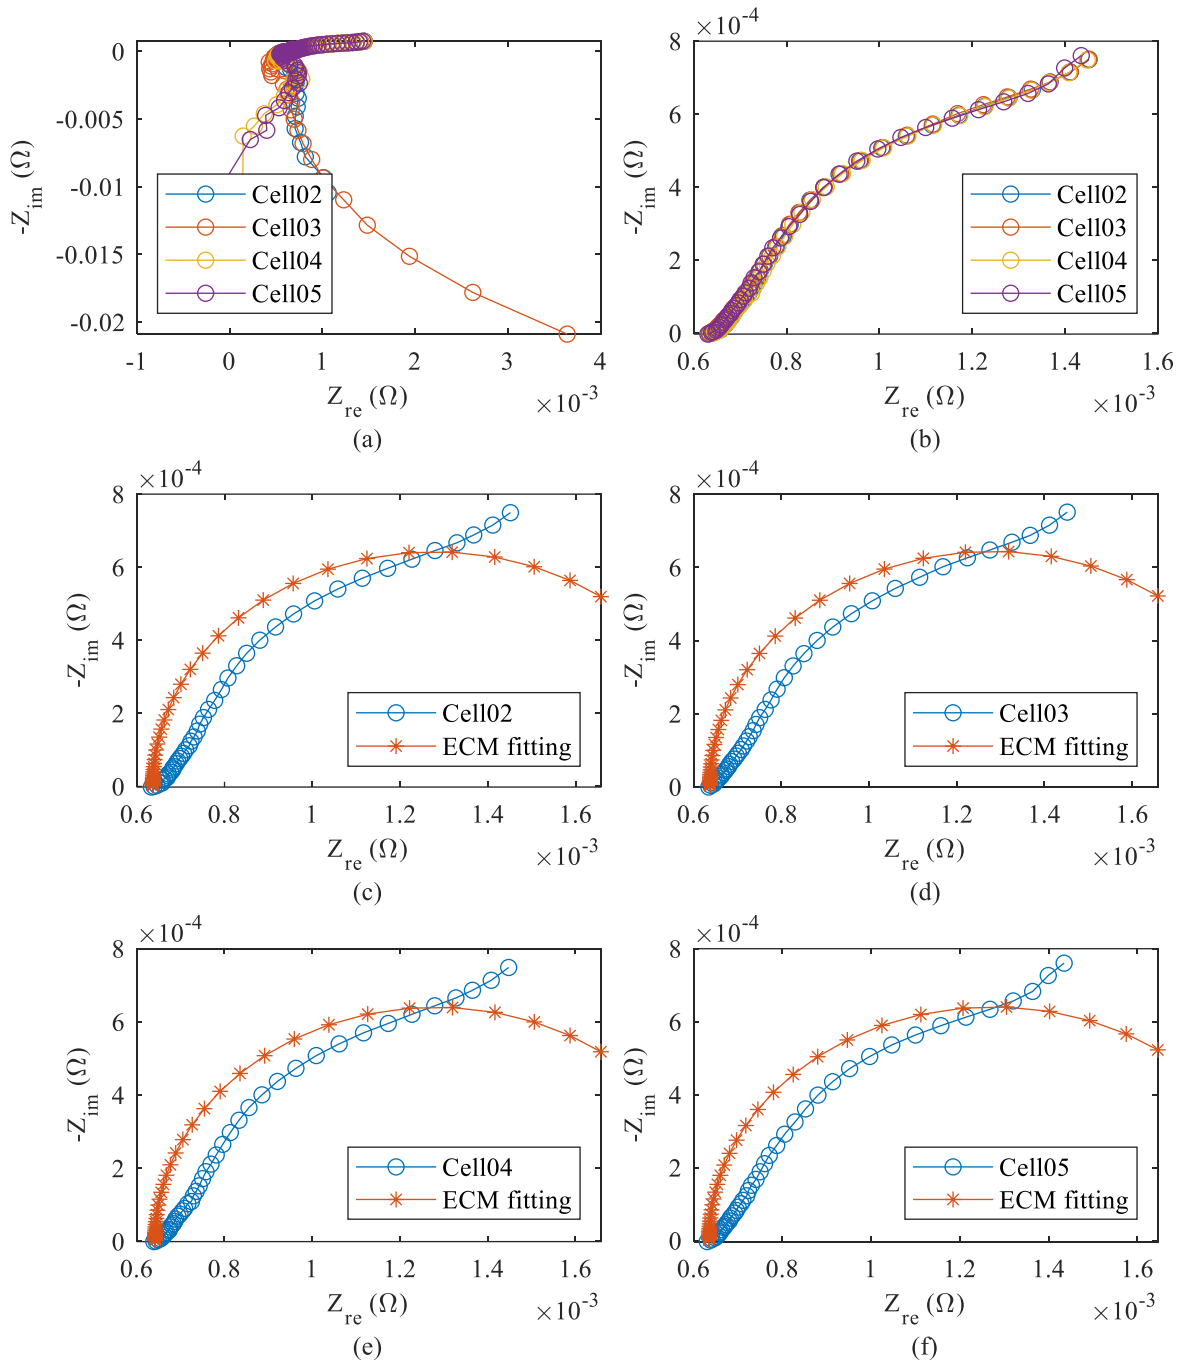 0
-0.005
-0.01
-0.015
-0.02
-Z_im (Ω)
Cell02
Cell03
Cell04
Cell05
-1 0 1 2 3 4
Z_re (Ω)
×10^-3
(a)
×10^-4
8
6
4
2
0
-Z_im (Ω)
Cell02
Cell03
Cell04
Cell05
0.6 0.8 1 1.2 1.4 1.6
Z_re (Ω)
×10^-3
(b)
×10^-4
8
6
4
2
0
-Z_im (Ω)
Cell02
ECM fitting
0.6 0.8 1 1.2 1.4 1.6
Z_re (Ω)
×10^-3
(c)
×10^-4
8
6
4
2
0
-Z_im (Ω)
Cell03
ECM fitting
0.6 0.8 1 1.2 1.4 1.6
Z_re (Ω)
×10^-3
(d)
×10^-4
8
6
4
2
0
-Z_im (Ω)
Cell04
ECM fitting
0.6 0.8 1 1.2 1.4 1.6
Z_re (Ω)
×10^-3
(e)
×10^-4
8
6
4
2
0
-Z_im (Ω)
Cell05
ECM fitting
0.6 0.8 1 1.2 1.4 1.6
Z_re (Ω)
×10^-3
(f)